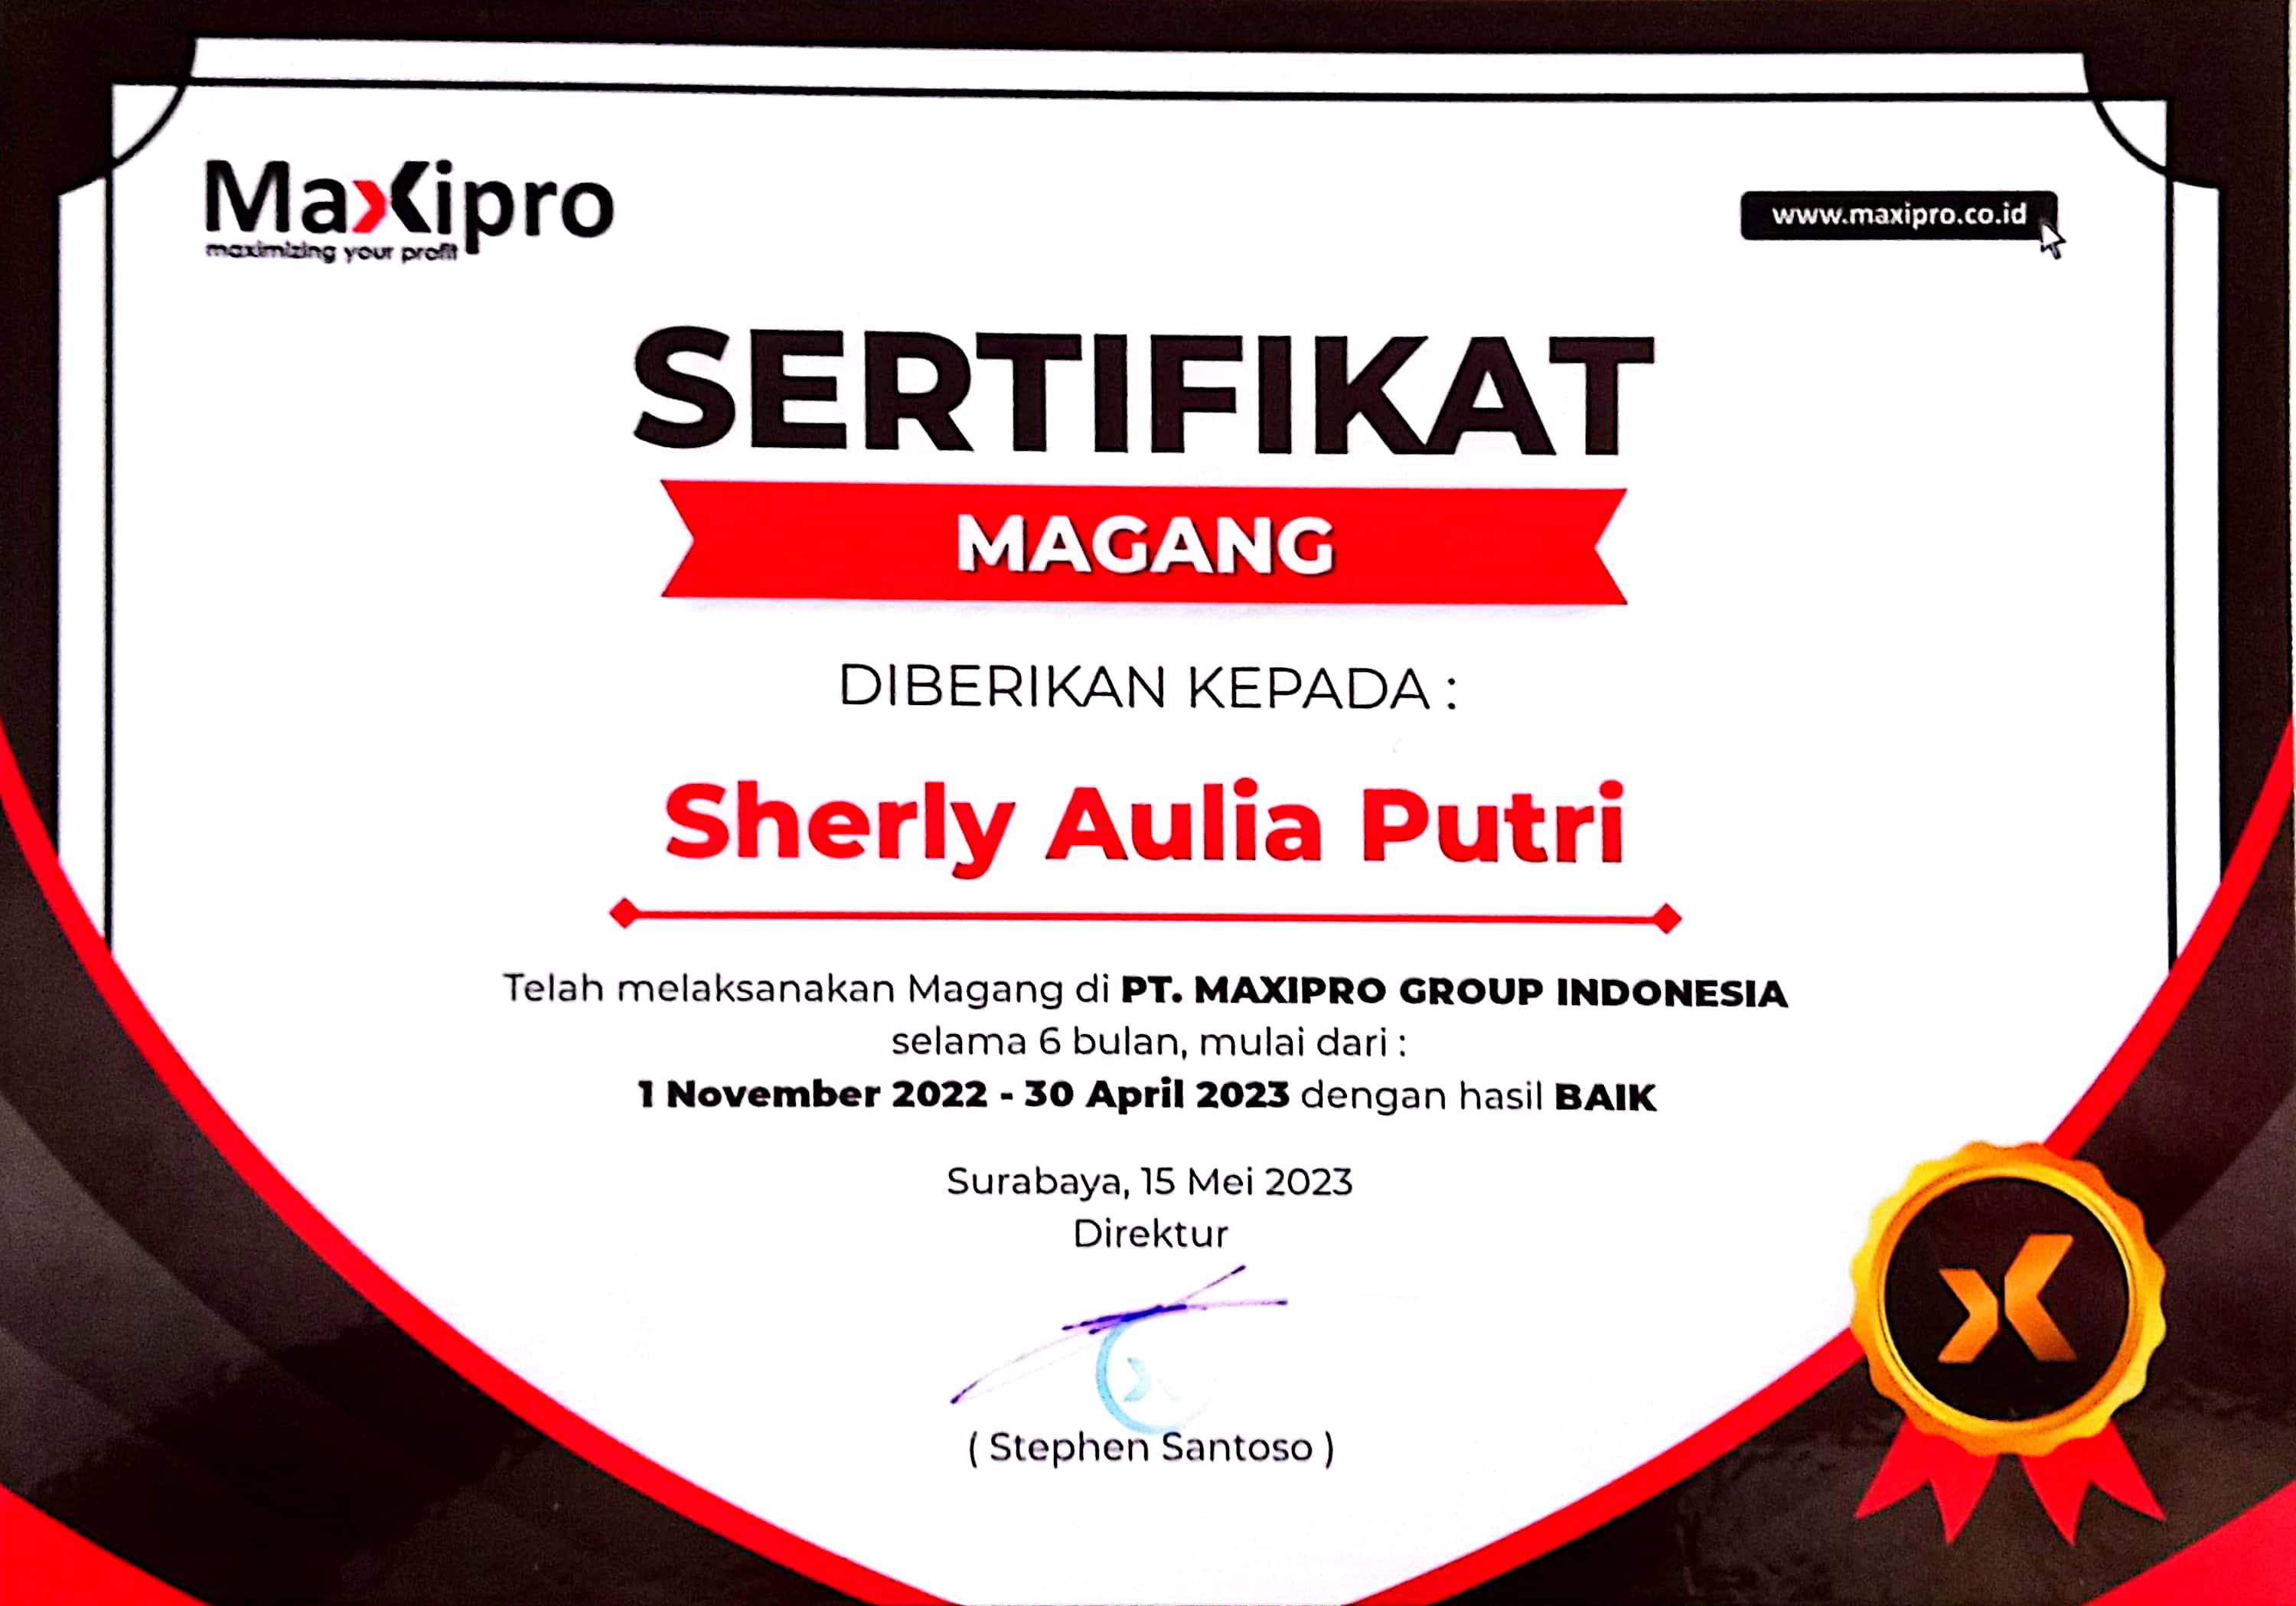 Maxipro
maximizing your profit
www.maxipro.co.id
SERTIFIKAT
MAGANG
DIBERIKAN KEPADA :
Sherly Aulia Putri
Telah melaksanakan Magang di PT. MAXIPRO GROUP INDONESIA
selama 6 bulan, mulai dari :
1 November 2022 - 30 April 2023 dengan hasil BAIK
Surabaya, 15 Mei 2023
Direktur
( Stephen Santoso )